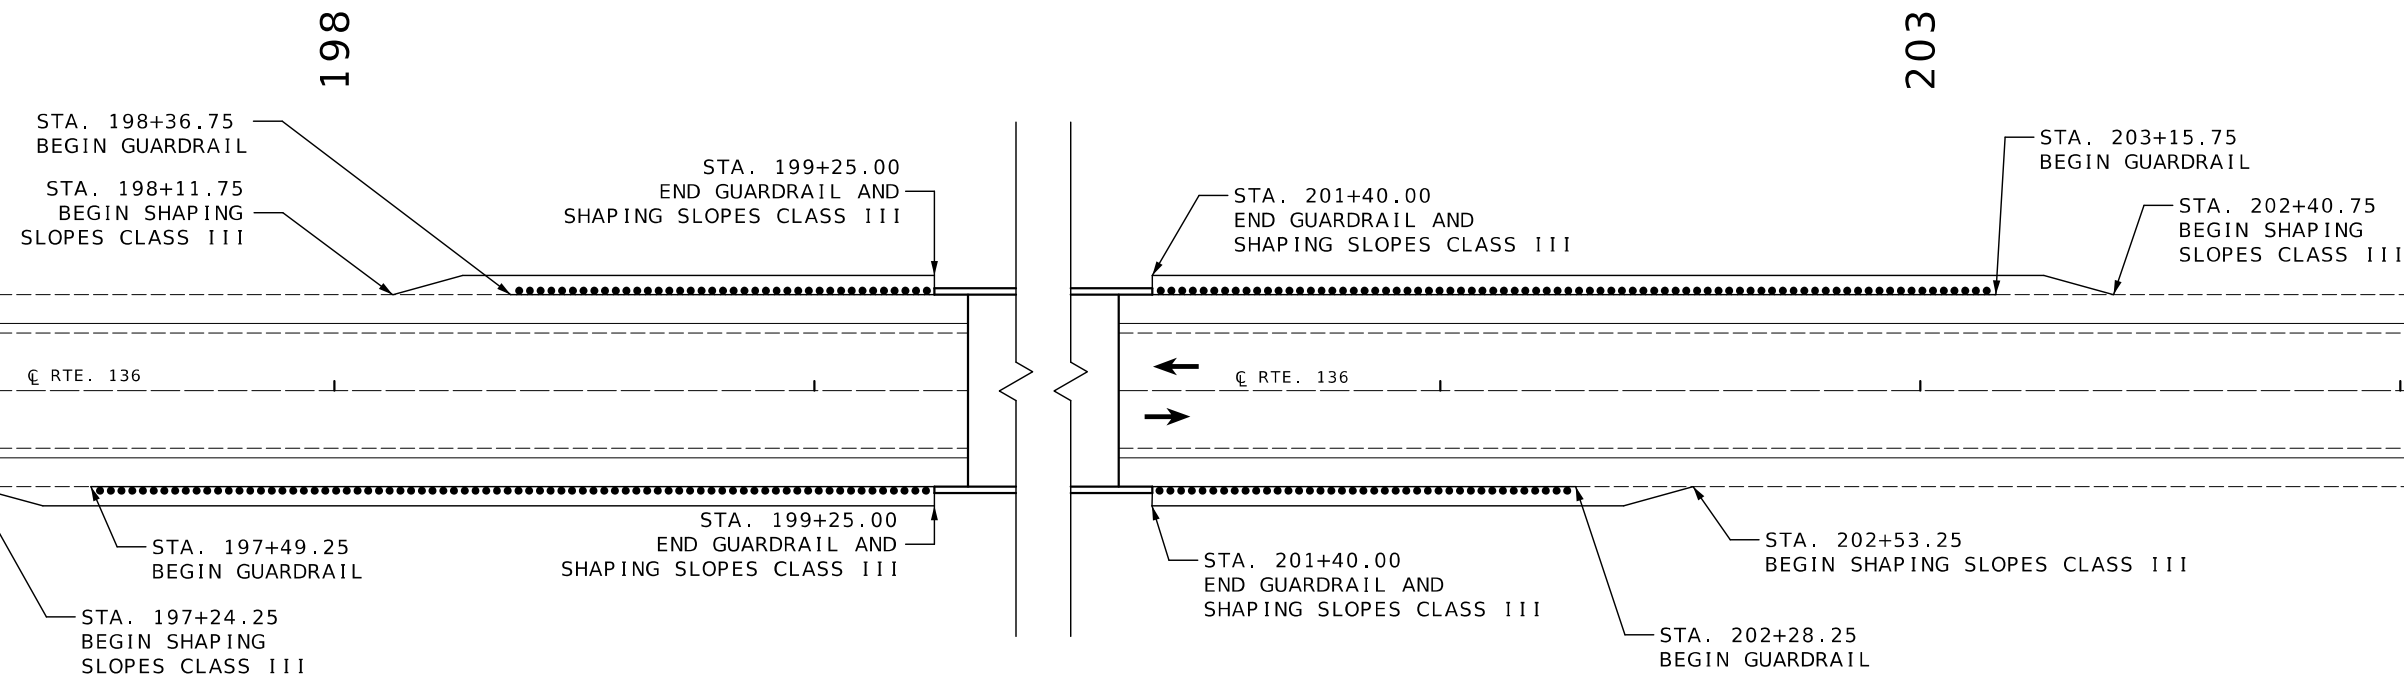 198
203
STA. 198+36.75
BEGIN GUARDRAIL
STA. 198+11.75
BEGIN SHAPING
SLOPES CLASS III
STA. 199+25.00
END GUARDRAIL AND
SHAPING SLOPES CLASS III
STA. 201+40.00
END GUARDRAIL AND
SHAPING SLOPES CLASS III
STA. 203+15.75
BEGIN GUARDRAIL
STA. 202+40.75
BEGIN SHAPING
SLOPES CLASS III
℄ RTE. 136
℄ RTE. 136
STA. 197+49.25
BEGIN GUARDRAIL
STA. 197+24.25
BEGIN SHAPING
SLOPES CLASS III
STA. 199+25.00
END GUARDRAIL AND
SHAPING SLOPES CLASS III
STA. 201+40.00
END GUARDRAIL AND
SHAPING SLOPES CLASS III
STA. 202+53.25
BEGIN SHAPING SLOPES CLASS III
STA. 202+28.25
BEGIN GUARDRAIL